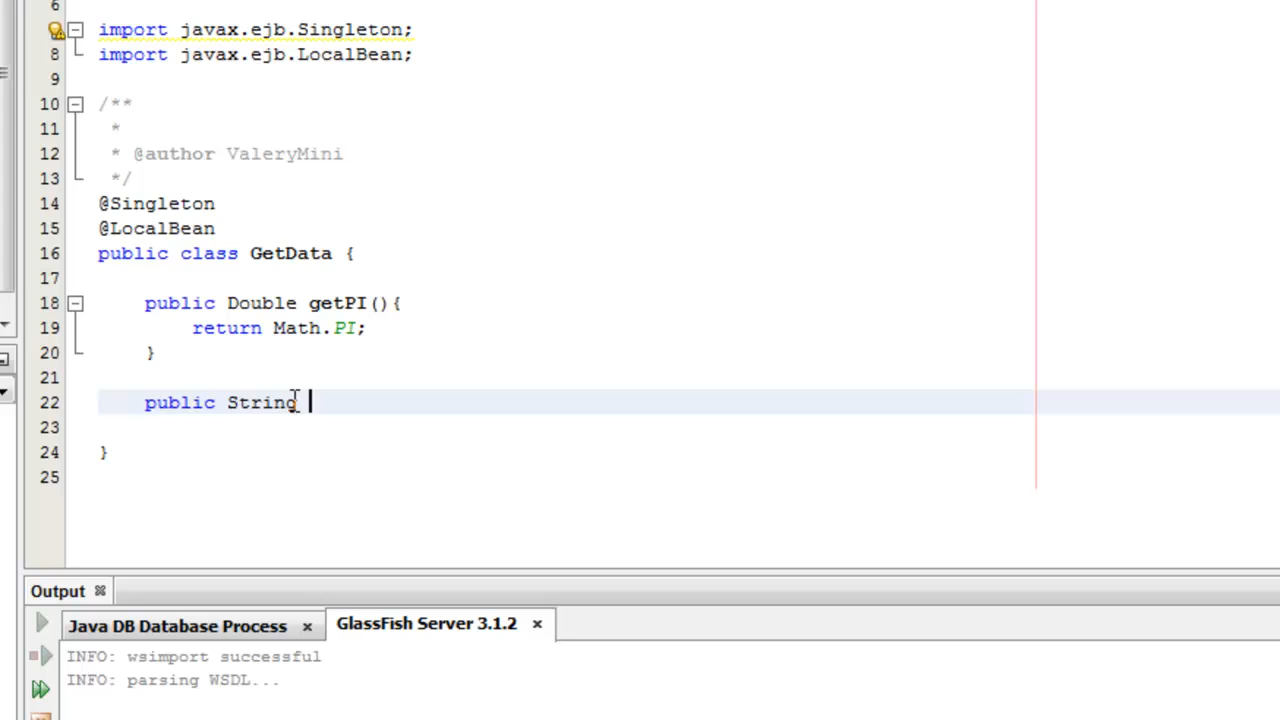 6
import javax.ejb.Singleton;
8 import javax.ejb.LocalBean;
9
10 /**
11 *
12 * @author ValeryMini
13 */
14 @Singleton
15 @LocalBean
16 public class GetData {
17
18 public Double getPI(){
19 return Math.PI;
20 }
21
22 public String
23
24 }
25
Output
Java DB Database Process × GlassFish Server 3.1.2 ×
INFO: wsimport successful
INFO: parsing WSDL...